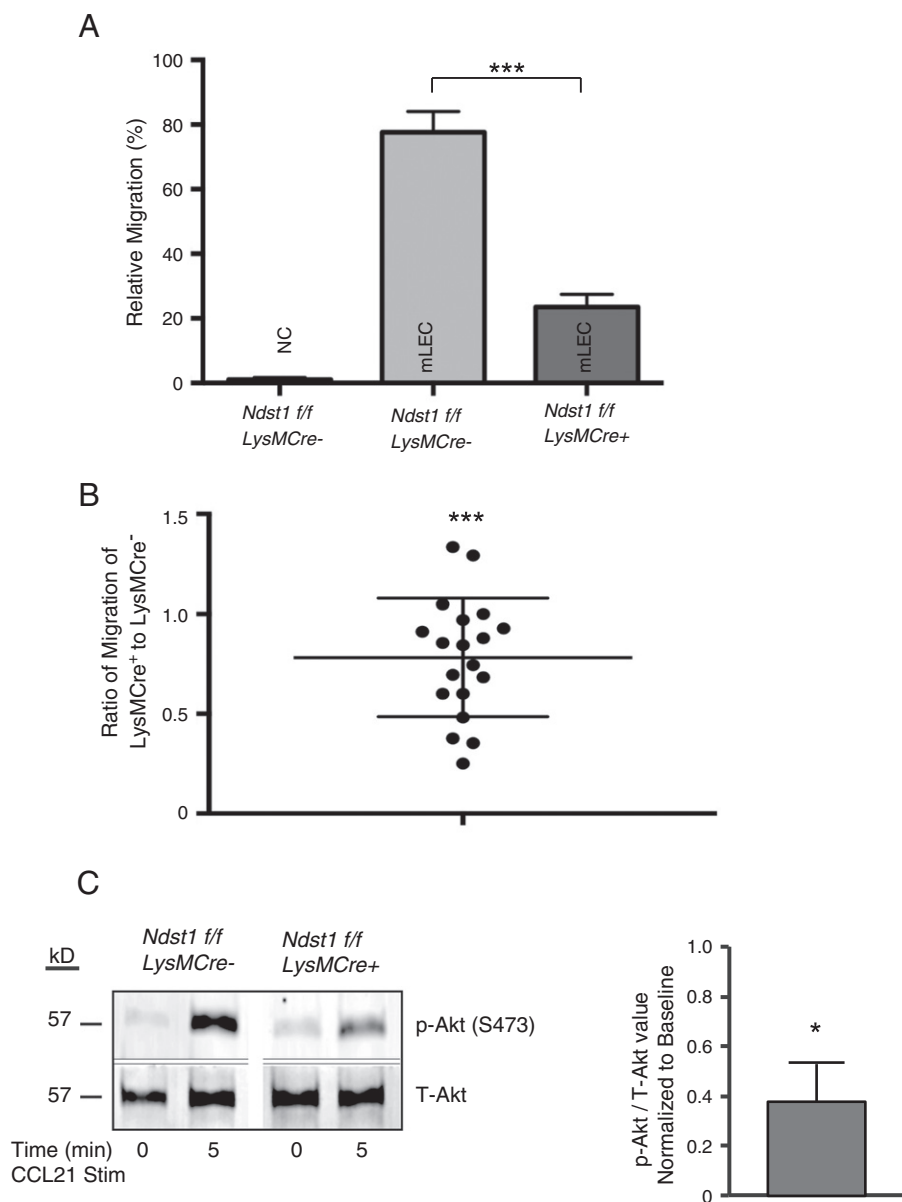 A
Relative Migration (%)
100
80
60
40
20
0
***
NC
mLEC
mLEC
Ndst1 f/f
LysMCre-
Ndst1 f/f
LysMCre-
Ndst1 f/f
LysMCre+
B
Ratio of Migration of
LysMCre+ to LysMCre-
1.5
1.0
0.5
0
***
C
kD
Ndst1 f/f
LysMCre-
Ndst1 f/f
LysMCre+
57
p-Akt (S473)
57
T-Akt
Time (min) 0 5 0 5
CCL21 Stim
p-Akt / T-Akt value
Normalized to Baseline
1.0
0.8
0.6
0.4
0.2
0
*